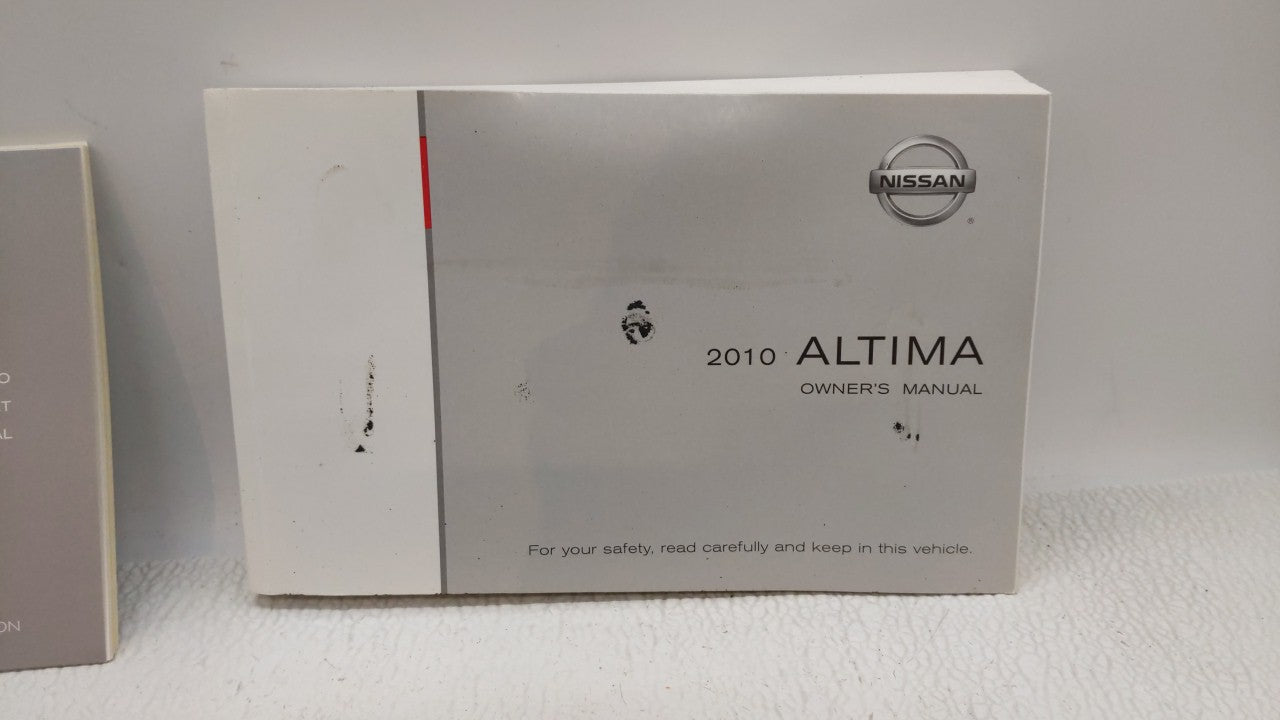 NISSAN
®
2010 ALTIMA
OWNER'S MANUAL
For your safety, read carefully and keep in this vehicle.